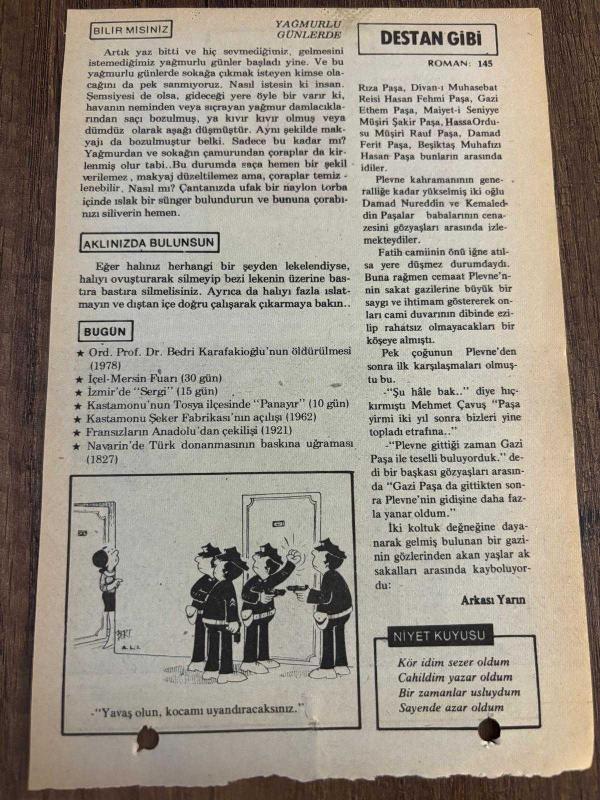 BİLİR MİSİNİZ
YAĞMURLU
GÜNLERDE
Artık yaz bitti ve hiç sevmediğimiz, gelmesini
istemediğimiz yağmurlu günler başladı yine. Ve bu
yağmurlu günlerde sokağa çıkmak isteyen kimse ola-
cağını da pek sanmıyoruz. Nasıl istesin ki insan.
Şemsiyesi de olsa, gideceği yere öyle bir varır ki,
havanın neminden veya sıçrayan yağmur damlacıkla-
rından saçı bozulmuş, ya kıvır kıvır olmuş veya
dümdüz olarak aşağı düşmüştür. Aynı şekilde mak-
yajı da bozulmuştur belki. Sadece bu kadar mı?
Yağmurdan ve sokağın çamurundan çoraplar da kir-
lenmiş olur tabi..Bu durumda saça hemen bir şekil
verilemez, makyaj düzeltilemez ama, çoraplar temiz-
lenebilir. Nasıl mı? Çantanızda ufak bir naylon torba
içinde ıslak bir sünger bulundurun ve bununa çorabı-
nızı siliverin hemen.
AKLINIZDA BULUNSUN
Eğer halınız herhangi bir şeyden lekelendiyse,
halıyı ovuşturarak silmeyip bezi lekenin üzerine bas-
tıra bastıra silmelisiniz. Ayrıca da halıyı fazla ıslat-
mayın ve dıştan içe doğru çalışarak çıkarmaya bakın..
BUGÜN
★ Ord. Prof. Dr. Bedri Karafakioğlu'nun öldürülmesi
(1978)
★ İçel-Mersin Fuarı (30 gün)
★ İzmir'de "Sergi" (15 gün)
★ Kastamonu'nun Tosya ilçesinde "Panayır" (10 gün)
★ Kastamonu Şeker Fabrikası'nın açılışı (1962)
★ Fransızların Anadolu'dan çekilişi (1921)
★ Navarin'de Türk donanmasının baskına uğraması
(1827)
-"Yavaş olun, kocamı uyandıracaksınız."
DESTAN GİBİ
ROMAN: 145
Rıza Paşa, Divan-ı Muhasebat
Reisi Hasan Fehmi Paşa, Gazi
Ethem Paşa, Maiyet-i Seniyye
Müşiri Şakir Paşa, HassaOrdu-
su Müşiri Rauf Paşa, Damad
Ferit Paşa, Beşiktaş Muhafızı
Hasan Paşa bunların arasında
idiler.
Plevne kahramanının gene-
ralliğe kadar yükselmiş iki oğlu
Damad Nureddin ve Kemaled-
din Paşalar babalarının cena-
zesini gözyaşları arasında izle-
mekteydiler.
Fatih camiinin önü iğne atıl-
sa yere düşmez durumdaydı.
Buna rağmen cemaat Plevne'n-
nin sakat gazilerine büyük bir
saygı ve ihtimam göstererek on-
ları cami duvarının dibinde ezi-
lip rahatsız olmayacakları bir
köşeye almıştı.
Pek çoğunun Plevne'den
sonra ilk karşılaşmaları olmuş-
tu bu.
-"Şu hâle bak.." diye hıç-
kırmıştı Mehmet Çavuş "Paşa
yirmi iki yıl sonra bizleri yine
topladı etrafına.."
-"Plevne gittiği zaman Gazi
Paşa ile teselli buluyorduk." de-
di bir başkası gözyaşları arasın-
da "Gazi Paşa da gittikten son-
ra Plevne'nin gidişine daha faz-
la yanar oldum."
İki koltuk değneğine daya-
narak gelmiş bulunan bir gazi-
nin gözlerinden akan yaşlar ak
sakalları arasında kayboluyor-
du:
Arkası Yarın
NİYET KUYUSU
Kör idim sezer oldum
Cahildim yazar oldum
Bir zamanlar usluydum
Sayende azar oldum